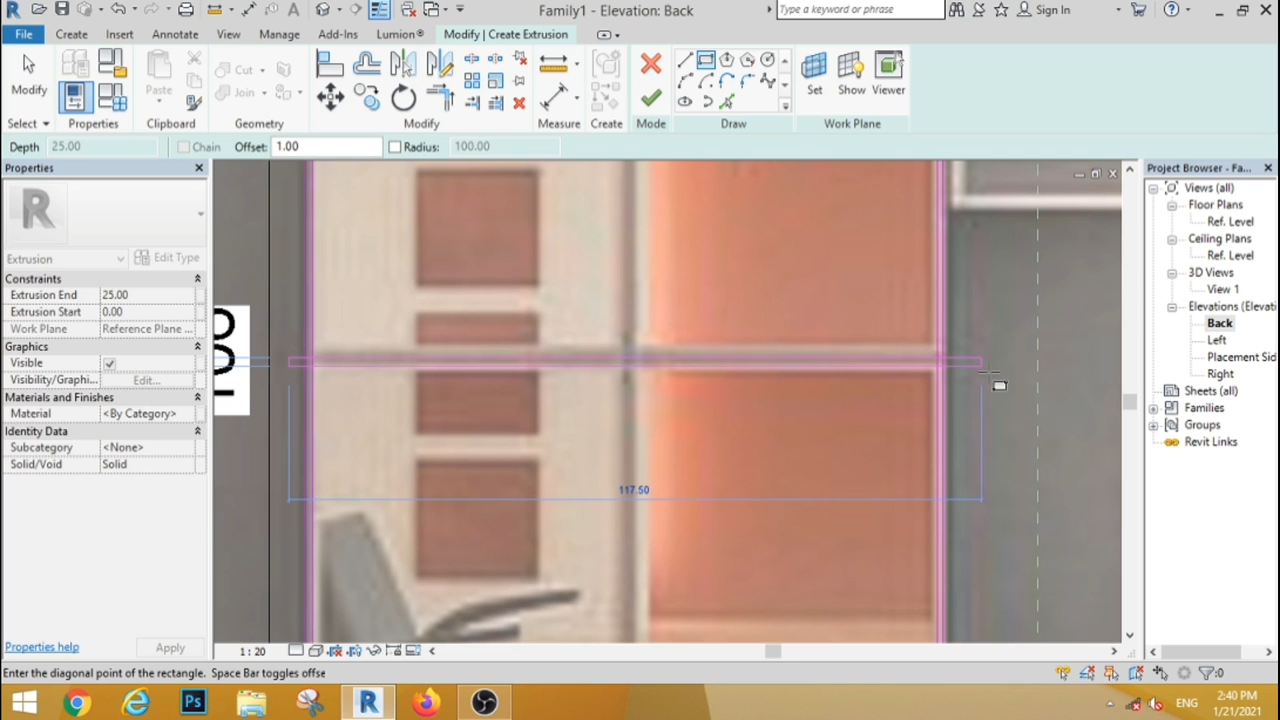 Family1 - Elevation: Back
Type a keyword or phrase
Sign In
File
Create
Insert
Annotate
View
Manage
Add-Ins
Lumion®
Modify | Create Extrusion
Modify
Paste
Cut
Join
Set
Show
Viewer
Select
Properties
Clipboard
Geometry
Modify
Measure
Create
Mode
Draw
Work Plane
Depth 25.00
Chain
Offset: 1.00
Radius: 100.00
Properties
Extrusion
Edit Type
Constraints
Extrusion End 25.00
Extrusion Start 0.00
Work Plane Reference Plane ...
Graphics
Visible
Visibility/Graphi... Edit...
Materials and Finishes
Material <By Category>
Identity Data
Subcategory <None>
Solid/Void Solid
Properties help
Apply
117.50
1 : 20
Project Browser - Fa...
Views (all)
Floor Plans
Ref. Level
Ceiling Plans
Ref. Level
3D Views
View 1
Elevations (Elevati
Back
Left
Placement Sid
Right
Sheets (all)
Families
Groups
Revit Links
Enter the diagonal point of the rectangle. Space Bar toggles offse
:0
Ps
R
ENG
2:40 PM
1/21/2021